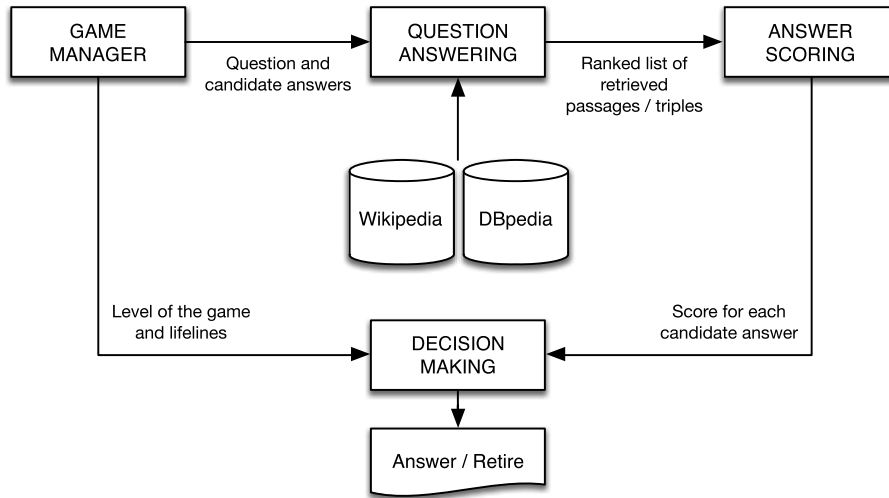 GAME
MANAGER
Question and
candidate answers
QUESTION
ANSWERING
Ranked list of
retrieved
passages / triples
ANSWER
SCORING
Wikipedia
DBpedia
Level of the game
and lifelines
DECISION
MAKING
Score for each
candidate answer
Answer / Retire